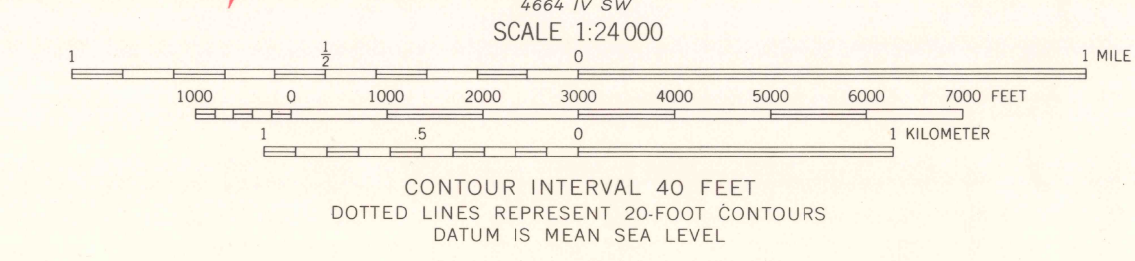 4664 IV SW
SCALE 1:24 000
1 1/2 0 1 MILE
1000 0 1000 2000 3000 4000 5000 6000 7000 FEET
1 .5 0 1 KILOMETER
CONTOUR INTERVAL 40 FEET
DOTTED LINES REPRESENT 20-FOOT CONTOURS
DATUM IS MEAN SEA LEVEL